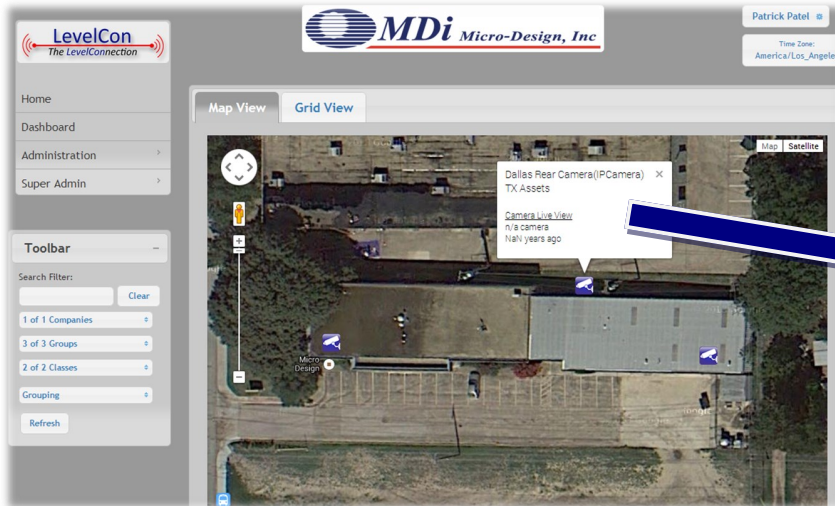 LevelCon
The LevelConnection
MDi Micro-Design, Inc
Patrick Patel
Time Zone:
America/Los_Angele
Home
Dashboard
Administration
Super Admin
Map View
Grid View
Map
Satellite
Dallas Rear Camera(IPCamera)
TX Assets
Camera Live View
n/a camera
NaN years ago
Toolbar
Search Filter:
Clear
1 of 1 Companies
3 of 3 Groups
2 of 2 Classes
Grouping
Refresh
Micro
Design
Google